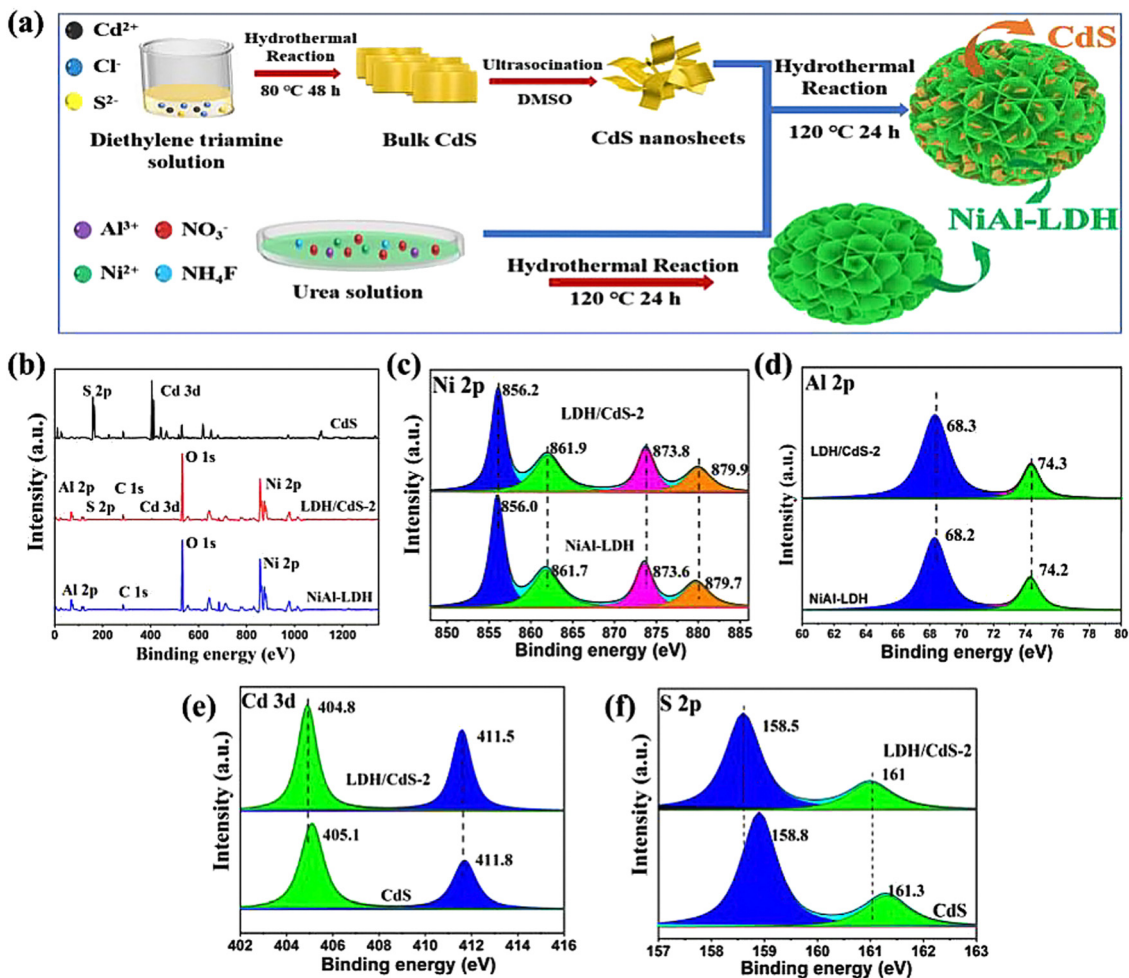 (a)
Cd²⁺
Cl⁻
S²⁻
Diethylene triamine
solution
Hydrothermal
Reaction
80 °C 48 h
Bulk CdS
Ultrasocination
DMSO
CdS nanosheets
Hydrothermal
Reaction
120 °C 24 h
CdS
NiAl-LDH
Al³⁺
NO₃⁻
Ni²⁺
NH₄F
Urea solution
Hydrothermal Reaction
120 °C 24 h
(b)
Intensity (a.u.)
S 2p
Cd 3d
CdS
O 1s
Al 2p
C 1s
S 2p
Cd 3d
Ni 2p
LDH/CdS-2
O 1s
Al 2p
C 1s
Ni 2p
NiAl-LDH
0 200 400 600 800 1000 1200
Binding energy (eV)
(c)
Intensity (a.u.)
Ni 2p
856.2
LDH/CdS-2
861.9
873.8
879.9
856.0
NiAl-LDH
861.7
873.6
879.7
850 855 860 865 870 875 880 885
Binding energy (eV)
(d)
Intensity (a.u.)
Al 2p
68.3
LDH/CdS-2
74.3
68.2
NiAl-LDH
74.2
60 62 64 66 68 70 72 74 76 78 80
Binding energy (eV)
(e)
Intensity (a.u.)
Cd 3d
404.8
411.5
LDH/CdS-2
405.1
411.8
CdS
402 404 406 408 410 412 414 416
Binding energy (eV)
(f)
Intensity (a.u.)
S 2p
158.5
LDH/CdS-2
161
158.8
161.3
CdS
157 158 159 160 161 162 163
Binding energy (eV)